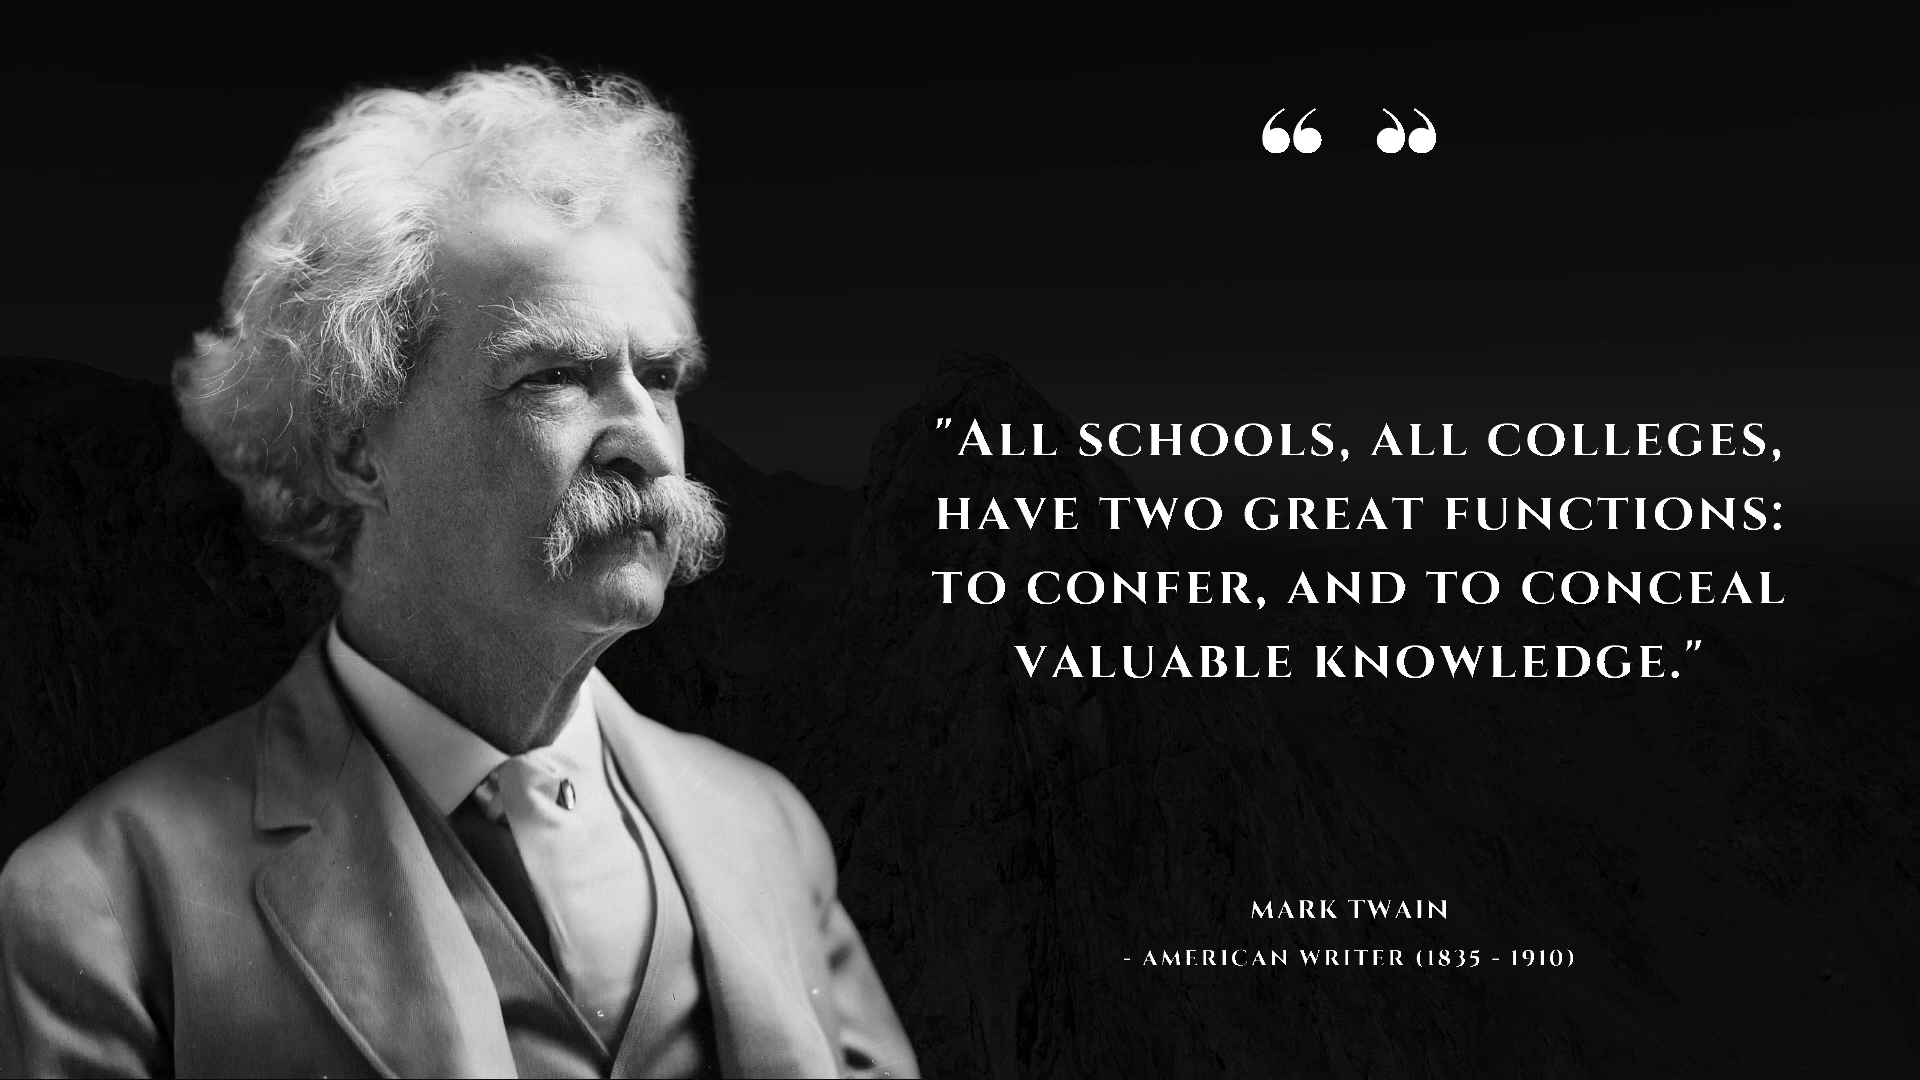 “ ”
"All schools, all colleges,
have two great functions:
to confer, and to conceal
valuable knowledge."
Mark Twain
- American Writer (1835 - 1910)